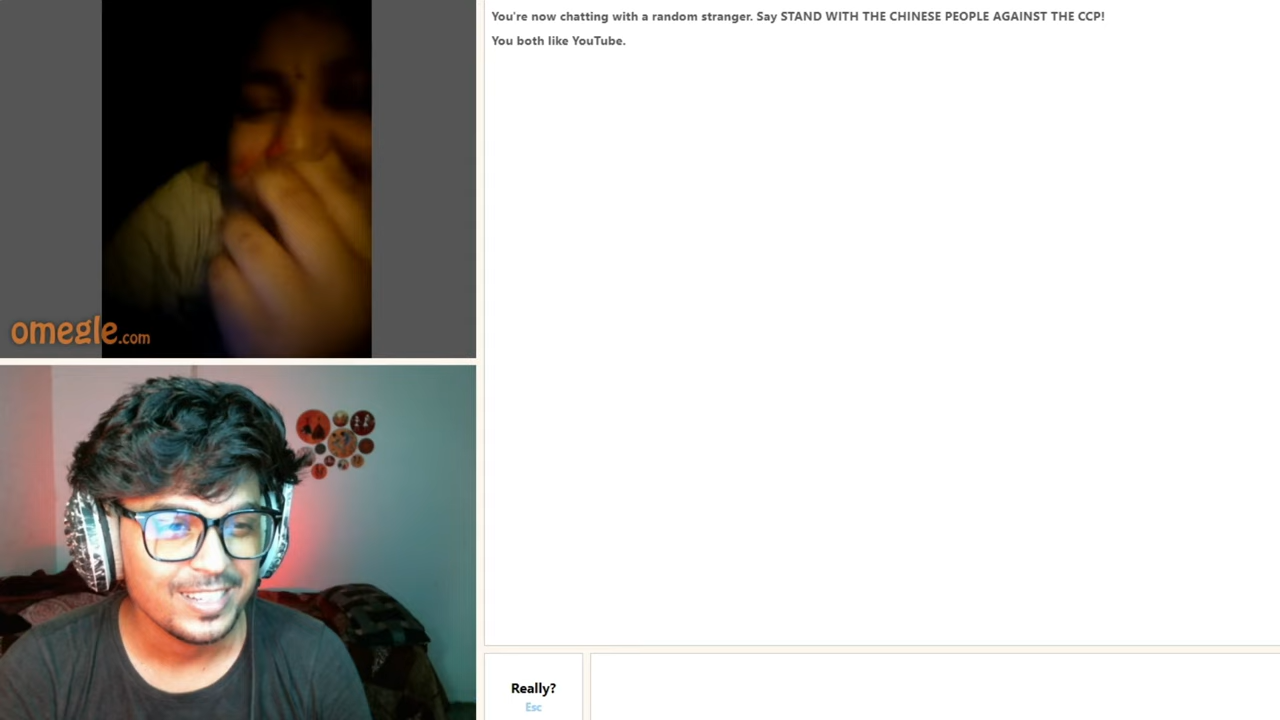 You're now chatting with a random stranger. Say STAND WITH THE CHINESE PEOPLE AGAINST THE CCP!
You both like YouTube.
omegle.com
Really?
Esc